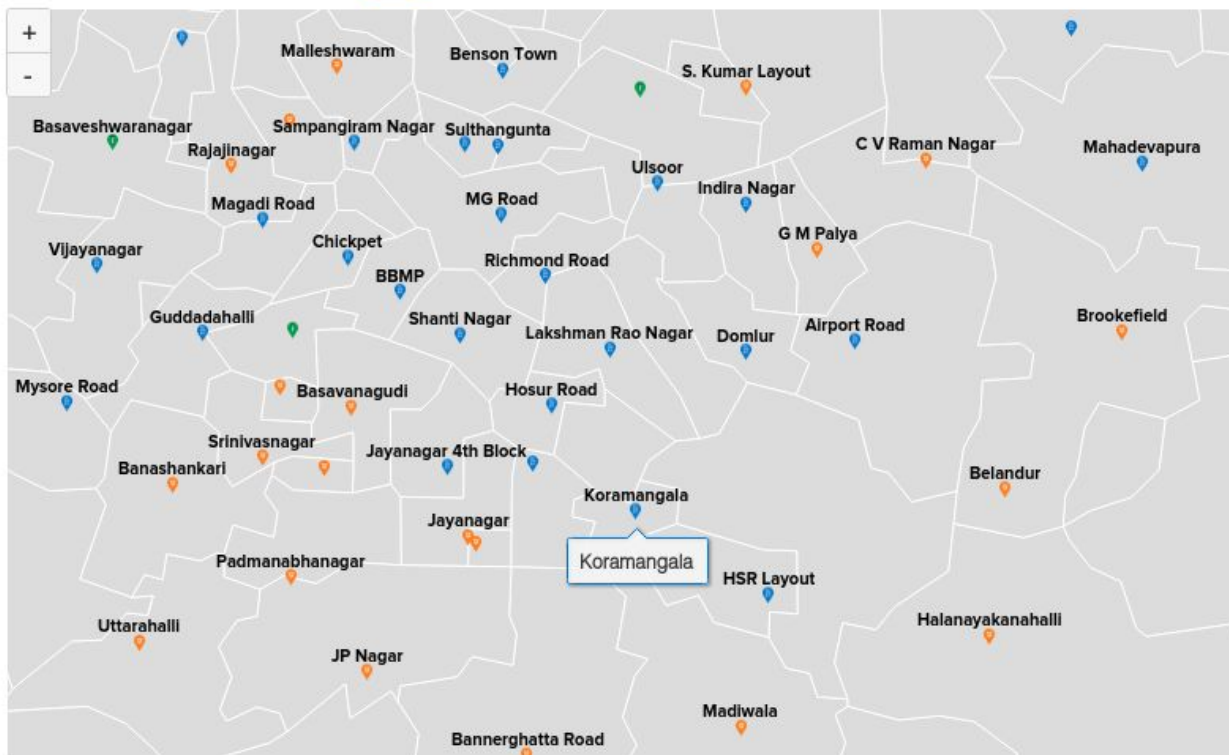 +
-
Malleshwaram
Benson Town
S. Kumar Layout
Basaveshwaranagar
Sampangiram Nagar
Sulthangunta
Rajajinagar
C V Raman Nagar
Mahadevapura
Ulsoor
Indira Nagar
Magadi Road
MG Road
G M Palya
Vijayanagar
Chickpet
BBMP
Richmond Road
Guddadahalli
Shanti Nagar
Lakshman Rao Nagar
Domlur
Airport Road
Brookefield
Mysore Road
Basavanagudi
Hosur Road
Srinivasnagar
Jayanagar 4th Block
Banashankari
Belandur
Koramangala
Jayanagar
Koramangala
Padmanabhanagar
HSR Layout
Uttarahalli
Halanayakanahalli
JP Nagar
Madiwala
Bannerghatta Road